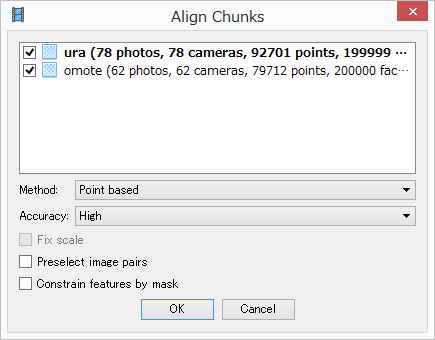 Align Chunks
ura (78 photos, 78 cameras, 92701 points, 199999 ···
omote (62 photos, 62 cameras, 79712 points, 200000 fac···
Method: Point based
Accuracy: High
Fix scale
Preselect image pairs
Constrain features by mask
OK Cancel